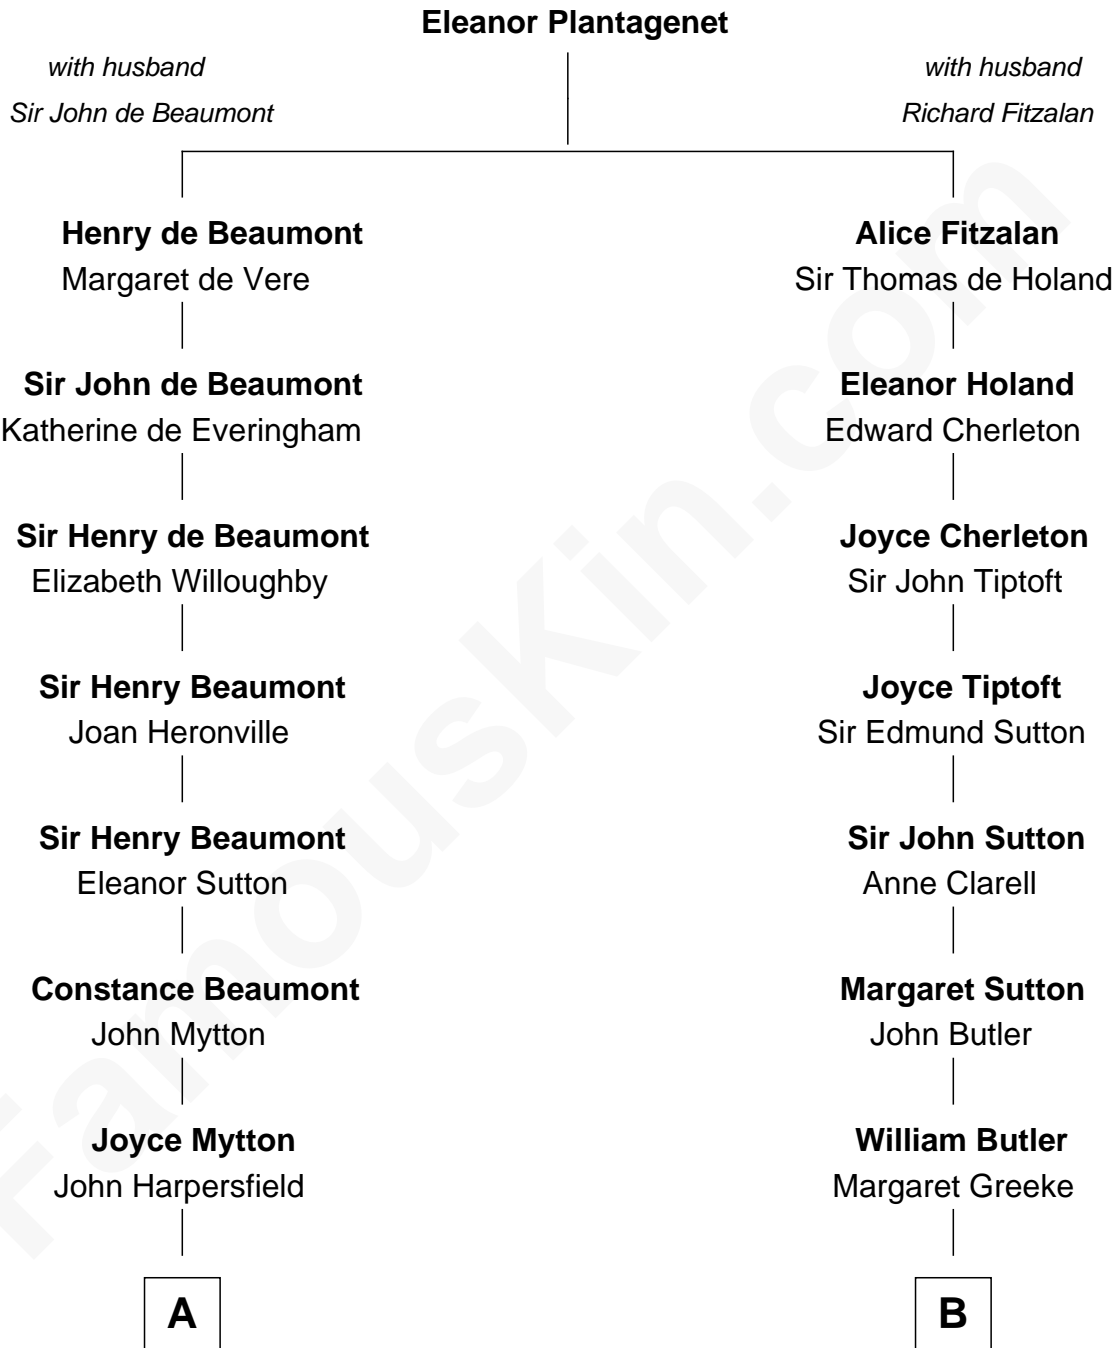 Eleanor Plantagenet
with husband
Sir John de Beaumont
with husband
Richard Fitzalan
Henry de Beaumont
Margaret de Vere
Alice Fitzalan
Sir Thomas de Holand
Sir John de Beaumont
Katherine de Everingham
Eleanor Holand
Edward Cherleton
Sir Henry de Beaumont
Elizabeth Willoughby
Joyce Cherleton
Sir John Tiptoft
Sir Henry Beaumont
Joan Heronville
Joyce Tiptoft
Sir Edmund Sutton
Sir Henry Beaumont
Eleanor Sutton
Sir John Sutton
Anne Clarell
Constance Beaumont
John Mytton
Margaret Sutton
John Butler
Joyce Mytton
John Harpersfield
William Butler
Margaret Greeke
A
B
FamousKin.com